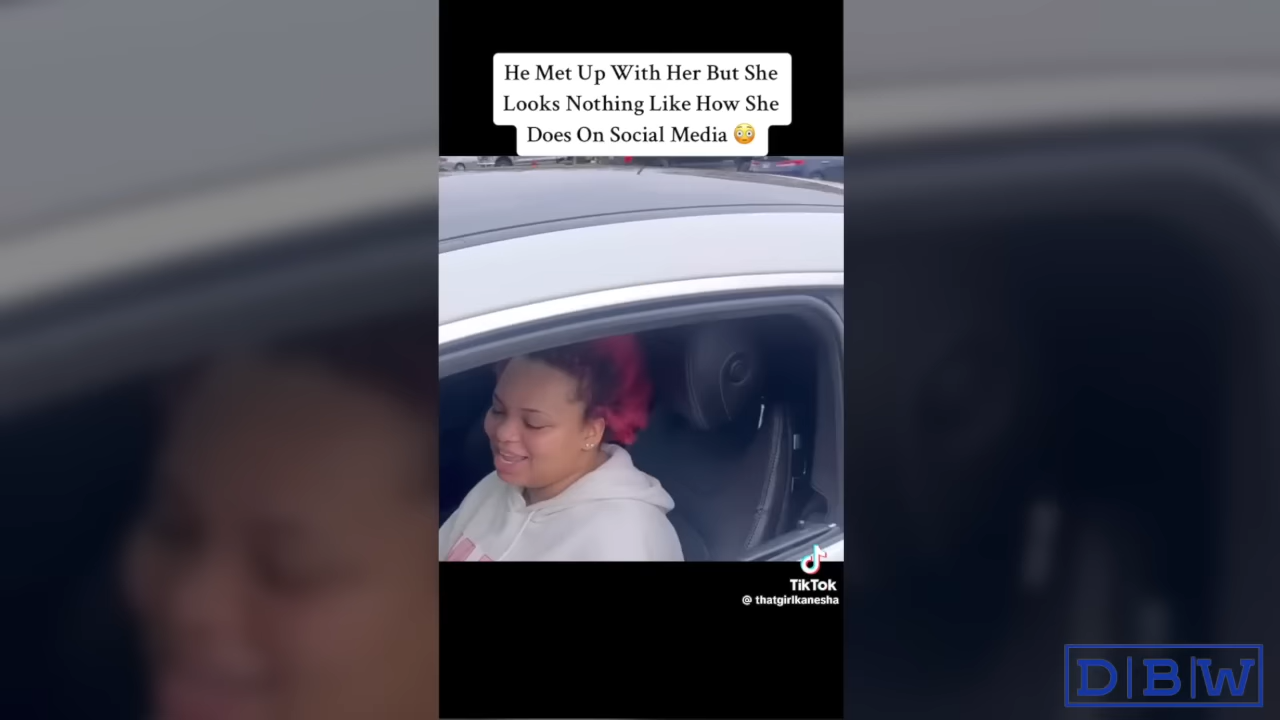 He Met Up With Her But She
Looks Nothing Like How She
Does On Social Media 😳
TikTok
@ thatgirlkanesha
D|B|W